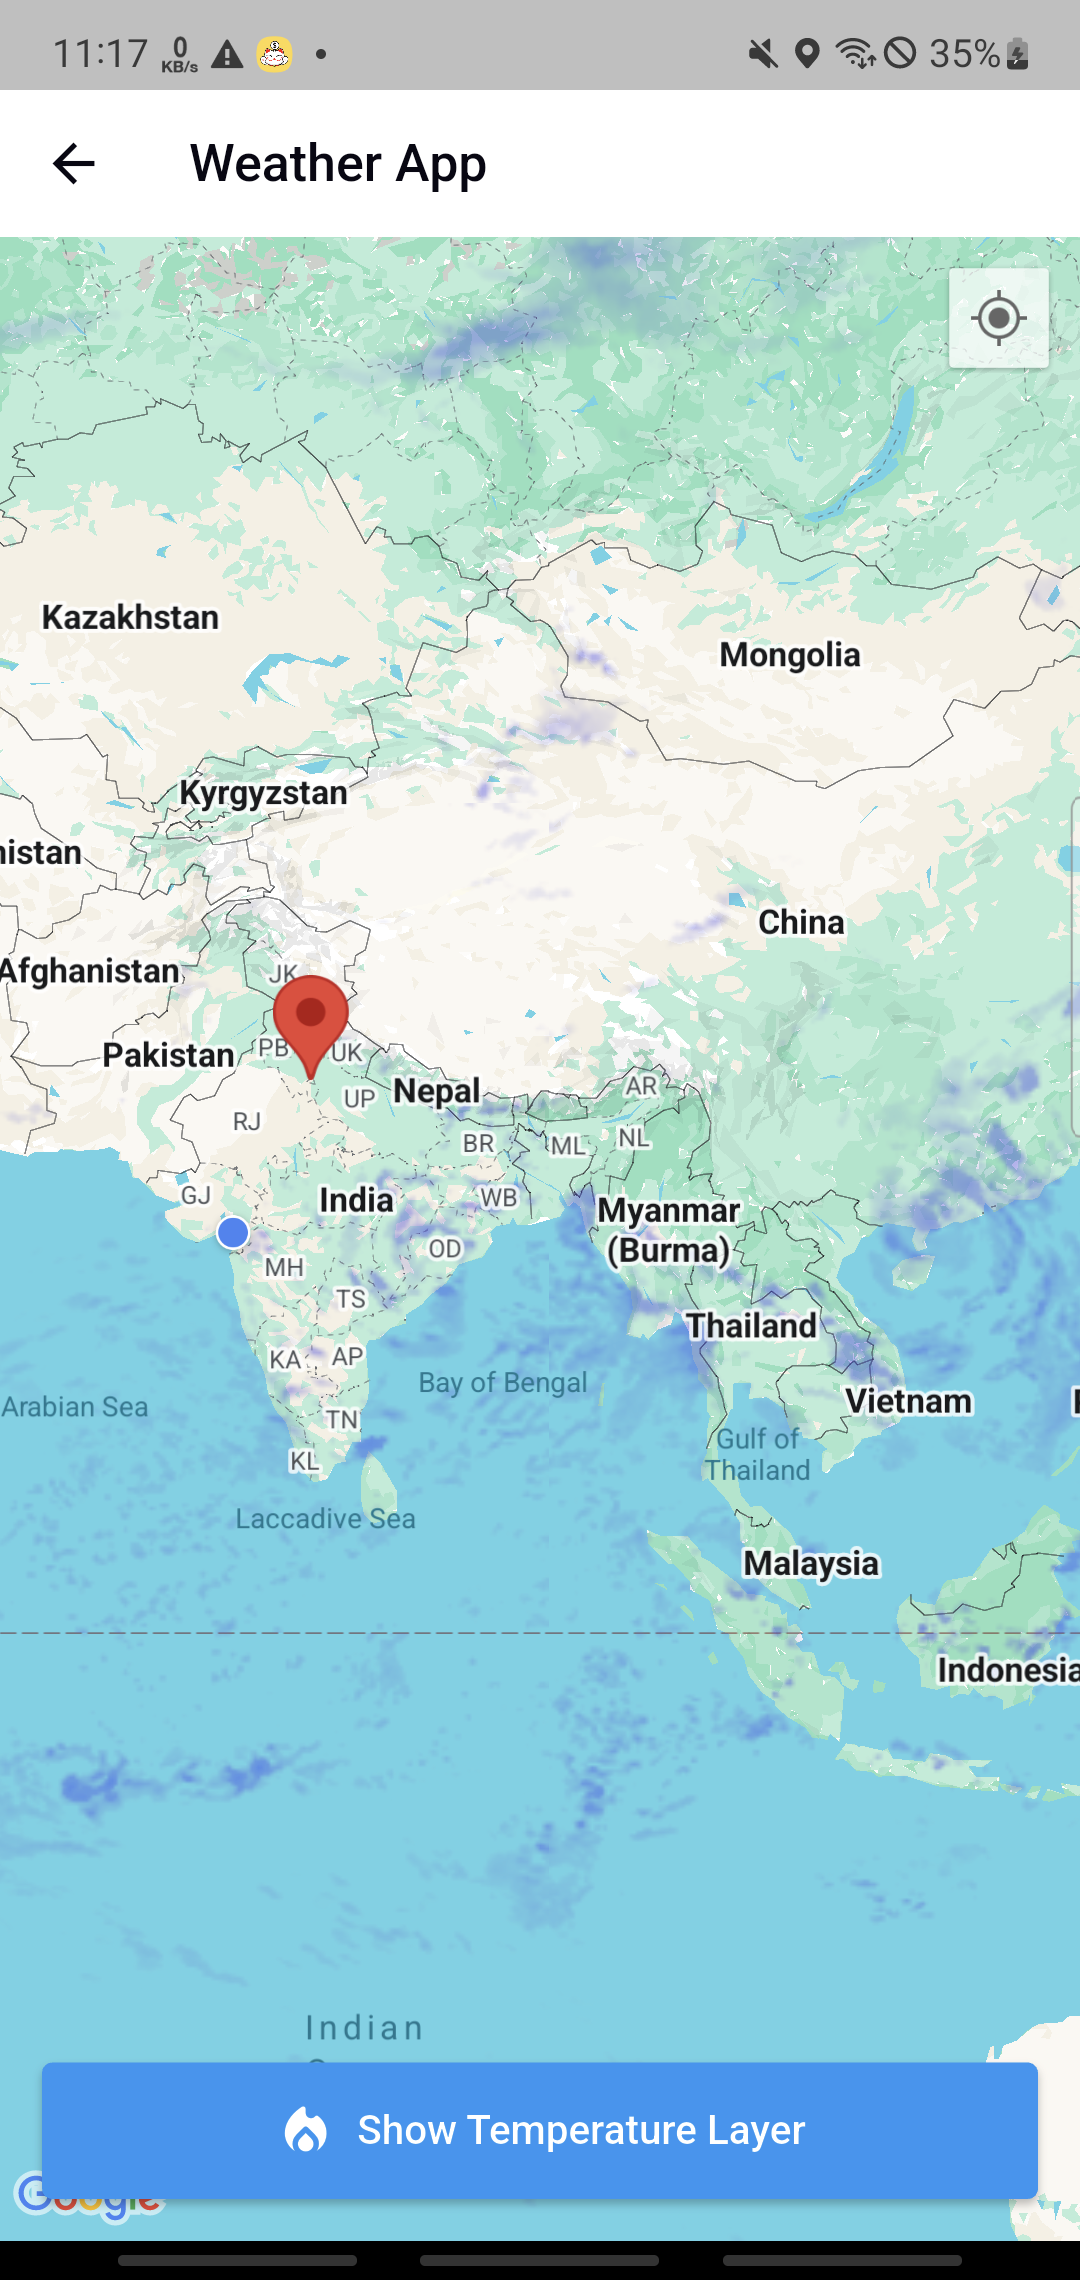 11:17 0 KB/s 35%
Weather App
Kazakhstan
Mongolia
Kyrgyzstan
nistan
China
Afghanistan
JK
Pakistan
PB
UK
Nepal
UP
AR
RJ
BR
ML
NL
GJ
India
WB
Myanmar
(Burma)
OD
MH
TS
Thailand
KA
AP
Bay of Bengal
Vietnam
Arabian Sea
TN
Gulf of
Thailand
KL
Laccadive Sea
Malaysia
Indonesia
Indian
Show Temperature Layer
Google